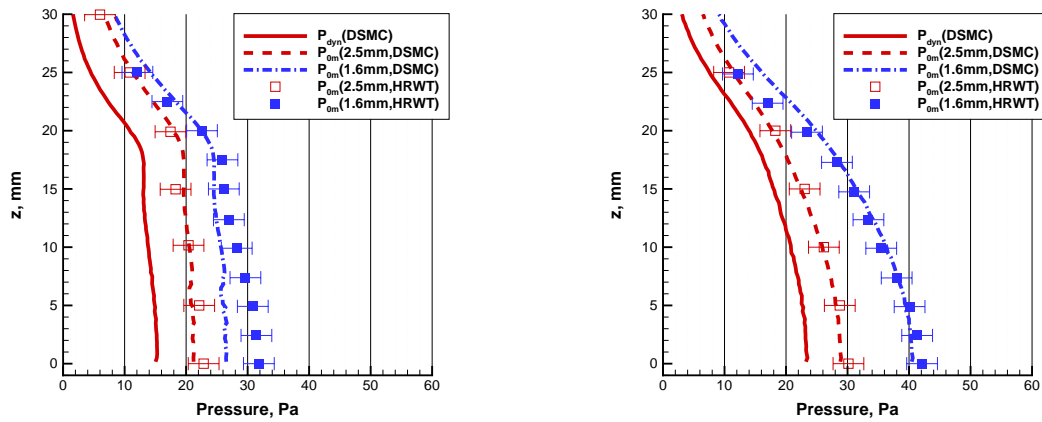 30
25
20
15
10
5
0
z, mm
0
10
20
30
40
50
60
Pressure, Pa
P_dyn(DSMC)
P_0m(2.5mm,DSMC)
P_0m(1.6mm,DSMC)
P_0m(2.5mm,HRWT)
P_0m(1.6mm,HRWT)
30
25
20
15
10
5
0
z, mm
0
10
20
30
40
50
60
Pressure, Pa
P_dyn(DSMC)
P_0m(2.5mm,DSMC)
P_0m(1.6mm,DSMC)
P_0m(2.5mm,HRWT)
P_0m(1.6mm,HRWT)